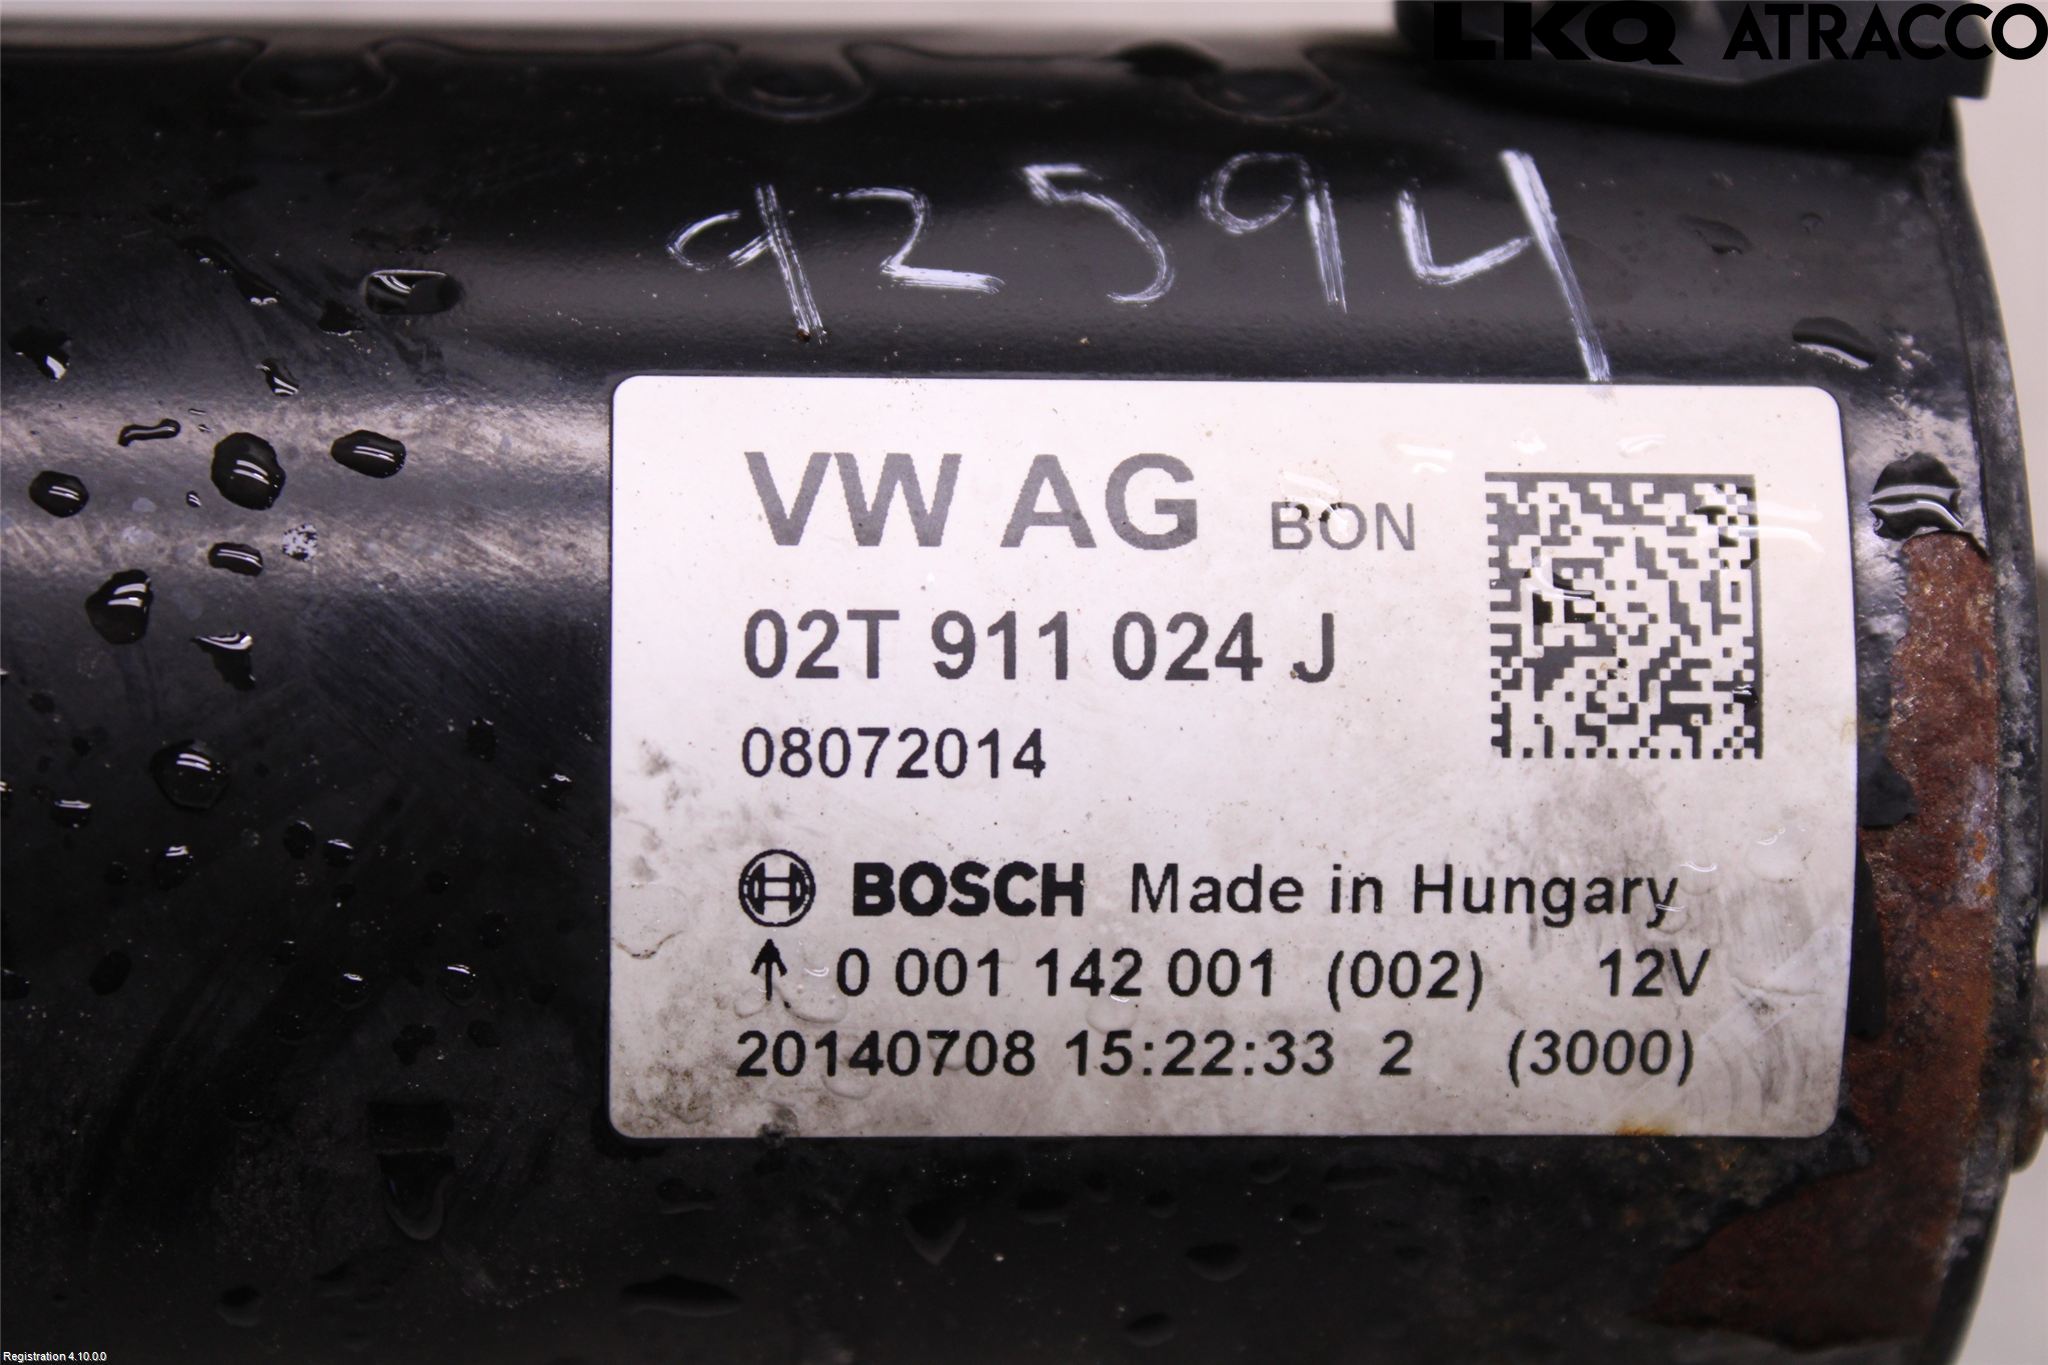 LKQ ATRACCO
92594
VW AG BON
02T 911 024 J
08072014
BOSCH Made in Hungary
↑ 0 001 142 001 (002) 12V
20140708 15:22:33 2 (3000)
Registration 4.10.0.0